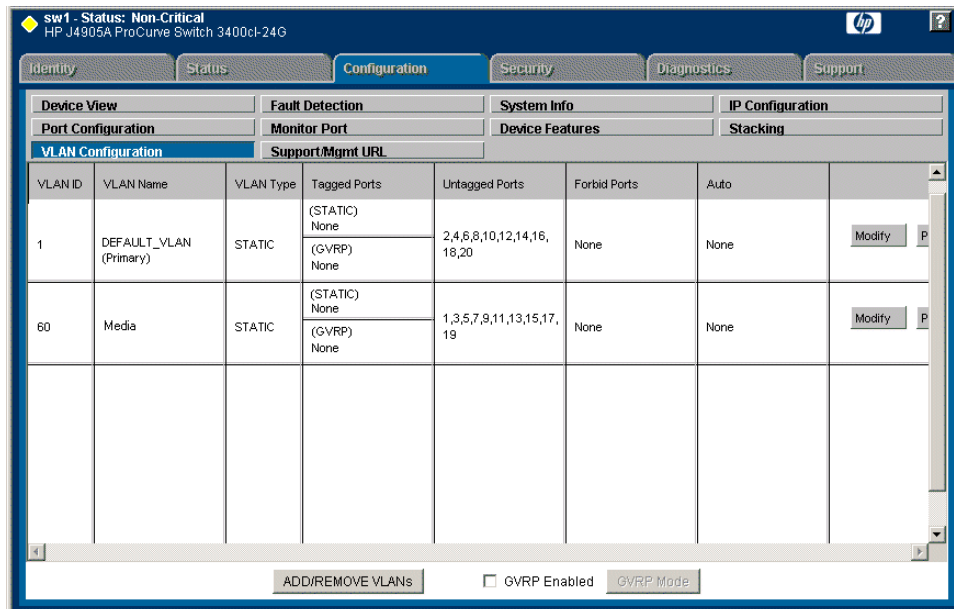 sw1 - Status: Non-Critical
HP J4905A ProCurve Switch 3400cl-24G
hp
?
Identity
Status
Configuration
Security
Diagnostics
Support
Device View
Fault Detection
System Info
IP Configuration
Port Configuration
Monitor Port
Device Features
Stacking
VLAN Configuration
Support/Mgmt URL
VLAN ID
VLAN Name
VLAN Type
Tagged Ports
Untagged Ports
Forbid Ports
Auto
1
DEFAULT_VLAN
(Primary)
STATIC
(STATIC)
None
(GVRP)
None
2,4,6,8,10,12,14,16,
18,20
None
None
Modify
P
60
Media
STATIC
(STATIC)
None
(GVRP)
None
1,3,5,7,9,11,13,15,17,
19
None
None
Modify
P
ADD/REMOVE VLANs
GVRP Enabled
GVRP Mode